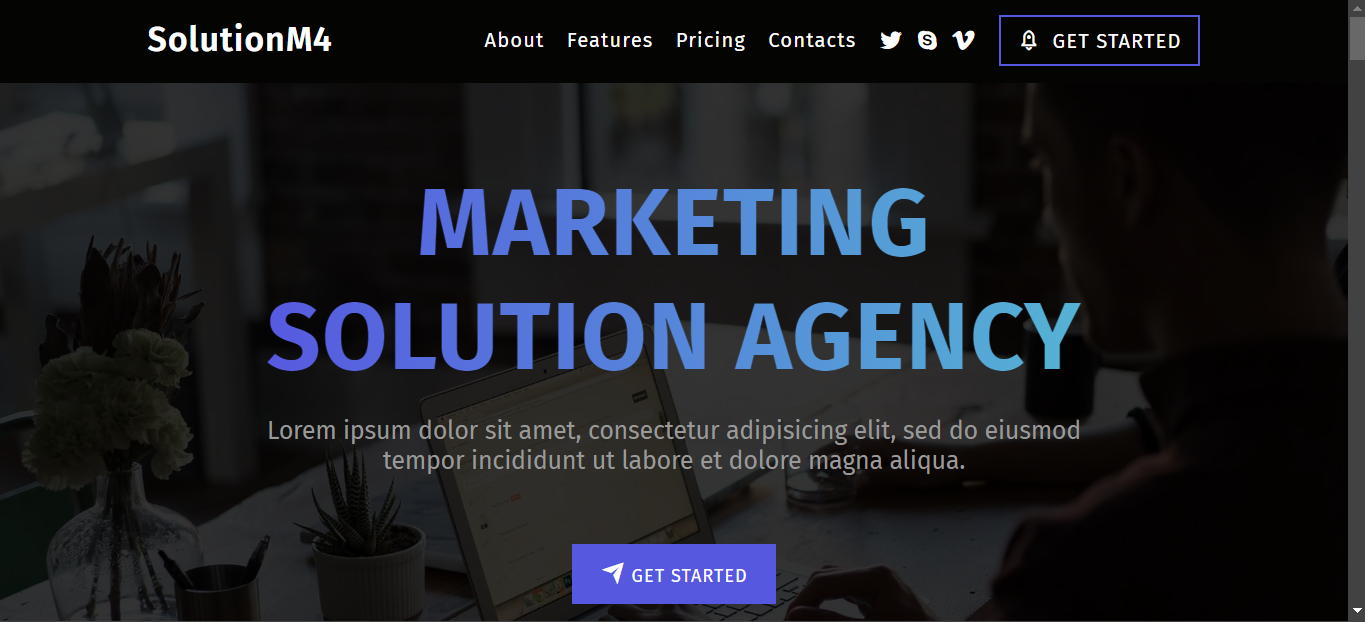 SolutionM4
About Features Pricing Contacts GET STARTED
MARKETING
SOLUTION AGENCY
Lorem ipsum dolor sit amet, consectetur adipisicing elit, sed do eiusmod
tempor incididunt ut labore et dolore magna aliqua.
GET STARTED